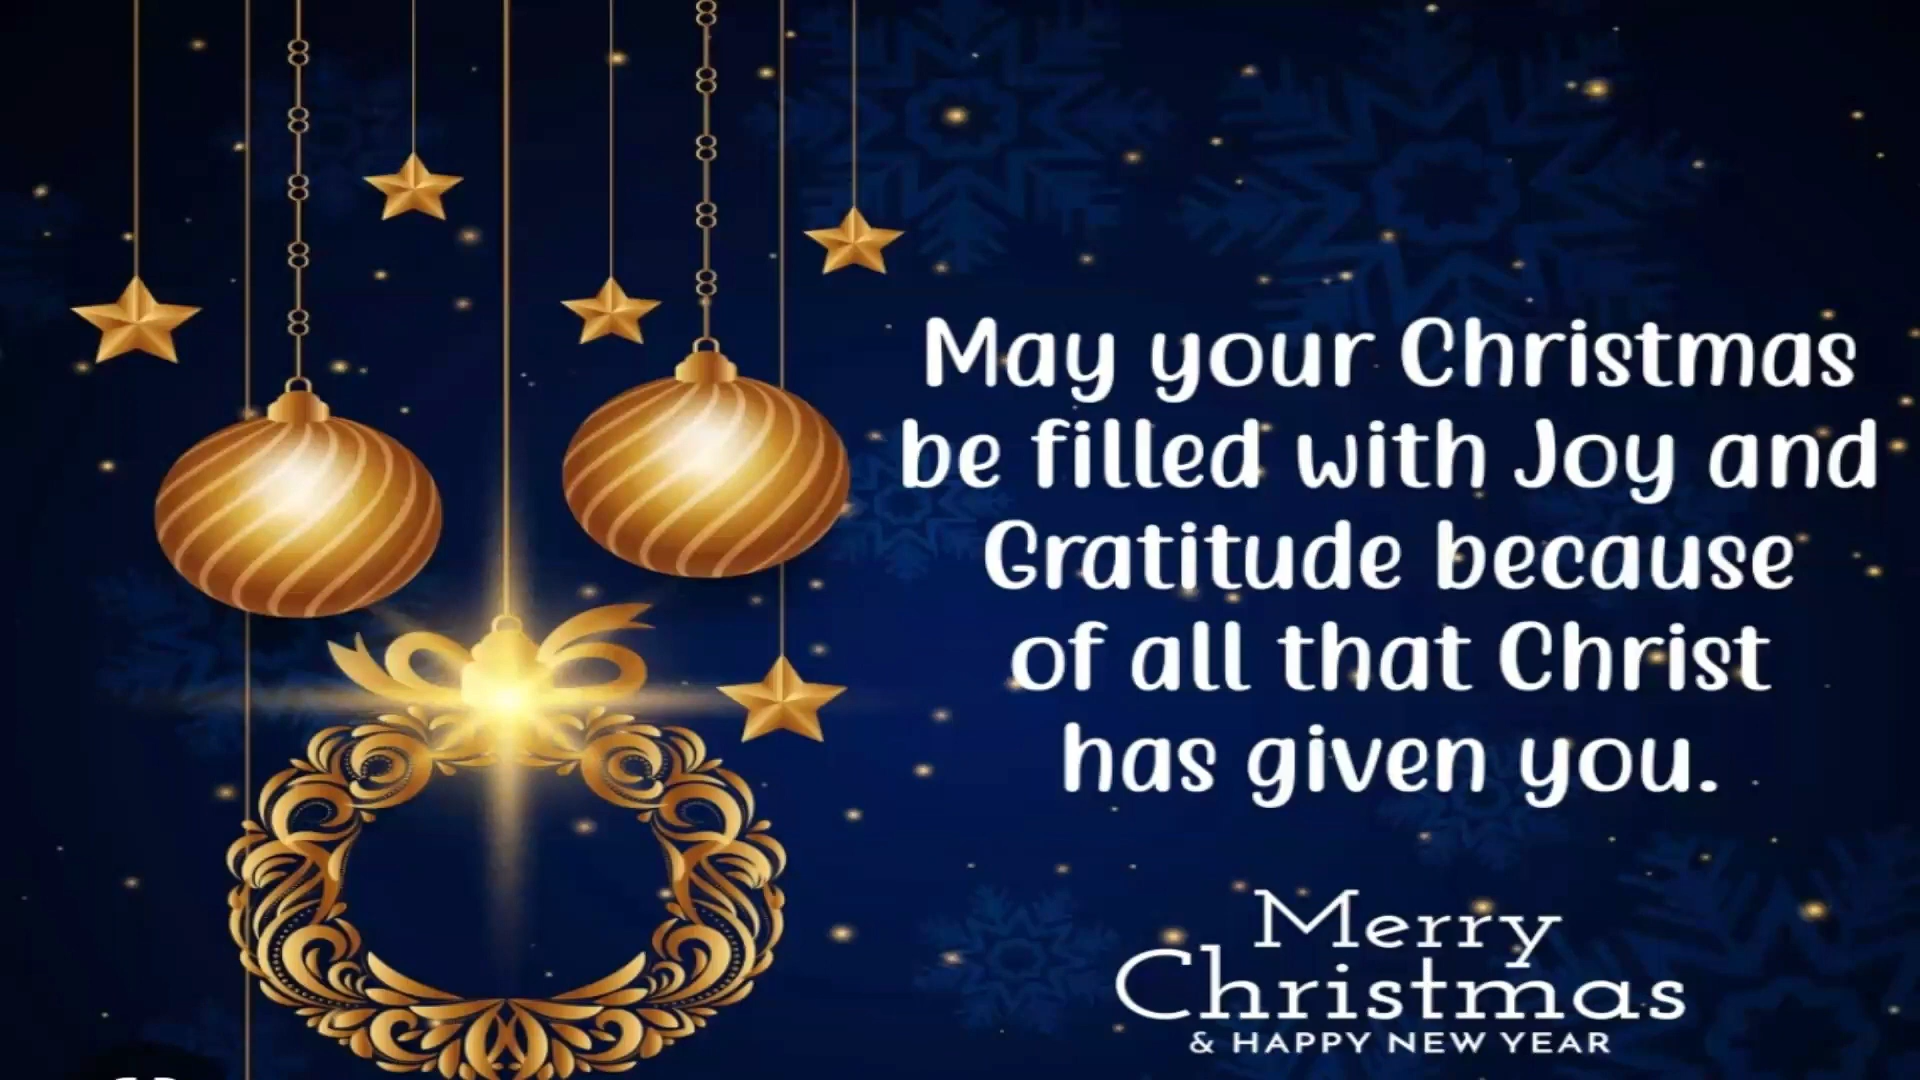 May your Christmas
be filled with Joy and
Gratitude because
of all that Christ
has given you.
Merry
Christmas
& HAPPY NEW YEAR